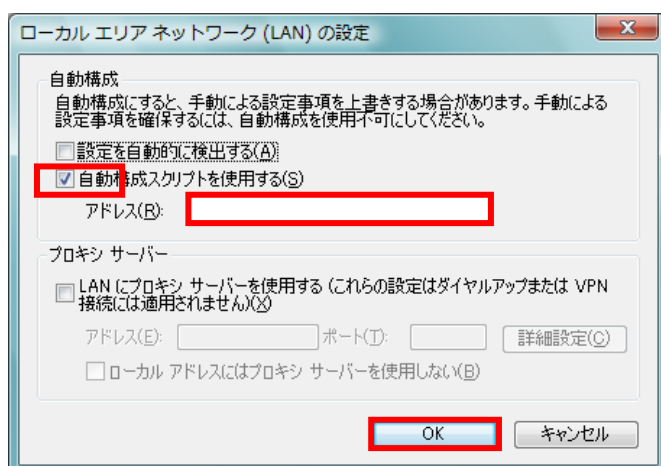 ローカル エリア ネットワーク (LAN) の設定
自動構成
自動構成にすると、手動による設定事項を上書きする場合があります。手動による
設定事項を確保するには、自動構成を使用不可にしてください。
設定を自動的に検出する(A)
自動構成スクリプトを使用する(S)
アドレス(R):
プロキシ サーバー
LAN にプロキシ サーバーを使用する (これらの設定はダイヤルアップまたは VPN
接続には適用されません)(X)
アドレス(E): ポート(T): 詳細設定(C)
ローカル アドレスにはプロキシ サーバーを使用しない(B)
OK キャンセル